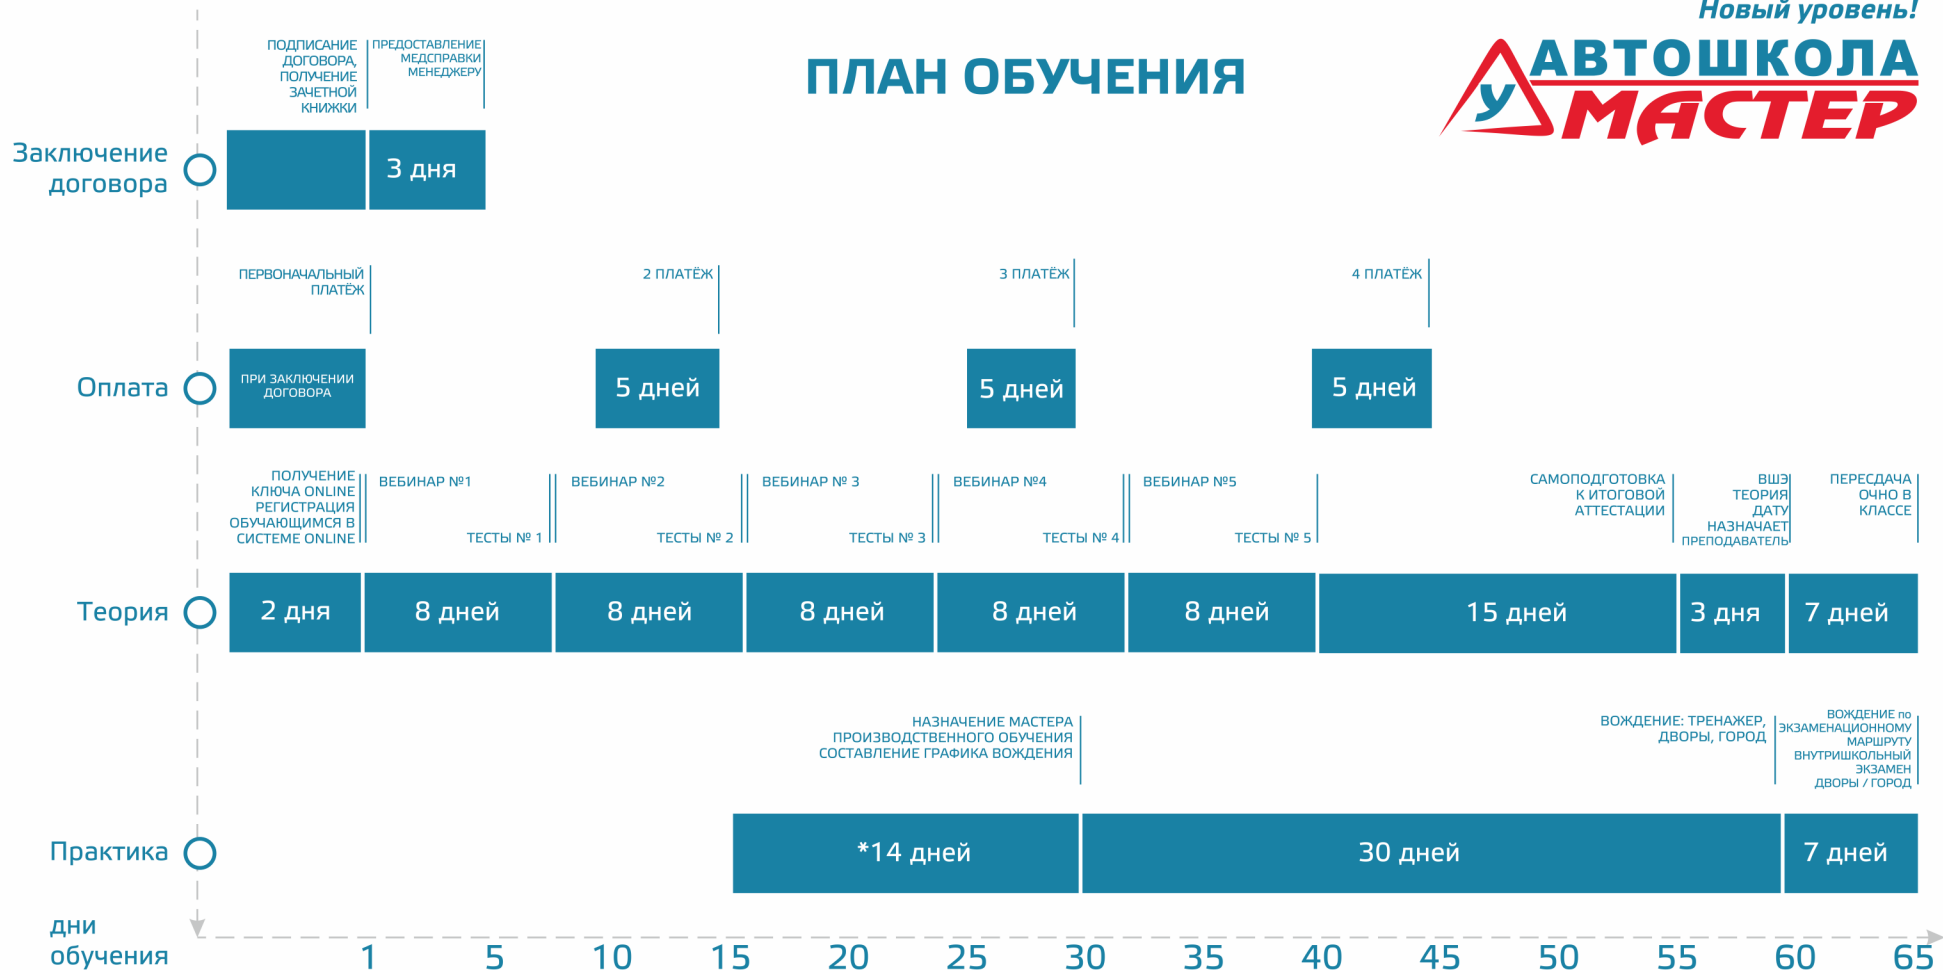 Новый уровень!
АВТОШКОЛА
У МАСТЕР
ПЛАН ОБУЧЕНИЯ
ПОДПИСАНИЕ
ДОГОВОРА,
ПОЛУЧЕНИЕ
ЗАЧЕТНОЙ
КНИЖКИ
ПРЕДОСТАВЛЕНИЕ
МЕДСПРАВКИ
МЕНЕДЖЕРУ
Заключение
договора
3 дня
ПЕРВОНАЧАЛЬНЫЙ
ПЛАТЁЖ
2 ПЛАТЁЖ
3 ПЛАТЁЖ
4 ПЛАТЁЖ
Оплата
ПРИ ЗАКЛЮЧЕНИИ
ДОГОВОРА
5 дней
5 дней
5 дней
ПОЛУЧЕНИЕ
КЛЮЧА ONLINE
РЕГИСТРАЦИЯ
ОБУЧАЮЩИМСЯ В
СИСТЕМЕ ONLINE
ВЕБИНАР №1
ТЕСТЫ № 1
ВЕБИНАР №2
ТЕСТЫ № 2
ВЕБИНАР № 3
ТЕСТЫ № 3
ВЕБИНАР №4
ТЕСТЫ № 4
ВЕБИНАР №5
ТЕСТЫ № 5
САМОПОДГОТОВКА
К ИТОГОВОЙ
АТТЕСТАЦИИ
ВШЭ
ТЕОРИЯ
ДАТУ
НАЗНАЧАЕТ
ПРЕПОДАВАТЕЛЬ
ПЕРЕСДАЧА
ОЧНО В
КЛАССЕ
Теория
2 дня
8 дней
8 дней
8 дней
8 дней
8 дней
15 дней
3 дня
7 дней
НАЗНАЧЕНИЕ МАСТЕРА
ПРОИЗВОДСТВЕННОГО ОБУЧЕНИЯ
СОСТАВЛЕНИЕ ГРАФИКА ВОЖДЕНИЯ
ВОЖДЕНИЕ: ТРЕНАЖЕР,
ДВОРЫ, ГОРОД
ВОЖДЕНИЕ по
ЭКЗАМЕНАЦИОННОМУ
МАРШРУТУ
ВНУТРИШКОЛЬНЫЙ
ЭКЗАМЕН
ДВОРЫ / ГОРОД
Практика
*14 дней
30 дней
7 дней
дни
обучения
1 5 10 15 20 25 30 35 40 45 50 55 60 65